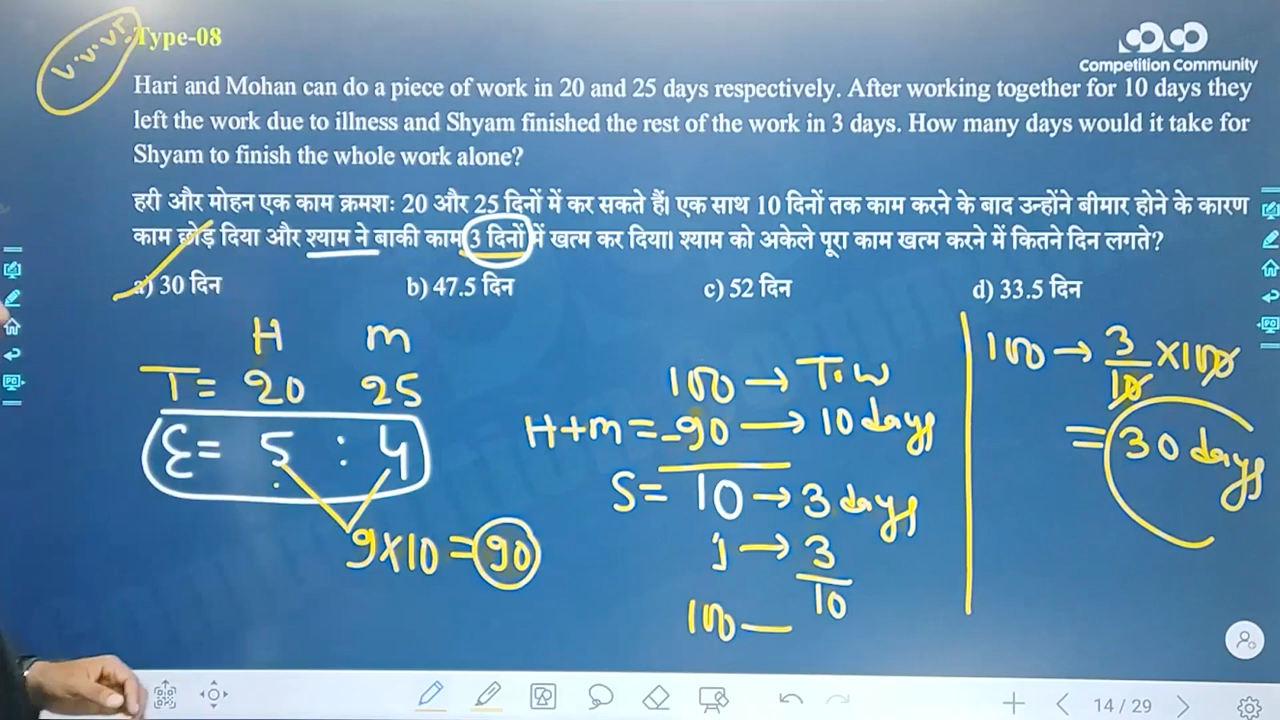 V.V.VI.
Type-08
Competition Community
Hari and Mohan can do a piece of work in 20 and 25 days respectively. After working together for 10 days they
left the work due to illness and Shyam finished the rest of the work in 3 days. How many days would it take for
Shyam to finish the whole work alone?
हरी और मोहन एक काम क्रमशः 20 और 25 दिनों में कर सकते हैं। एक साथ 10 दिनों तक काम करने के बाद उन्होंने बीमार होने के कारण
काम छोड़ दिया और श्याम ने बाकी काम 3 दिनों में खत्म कर दिया। श्याम को अकेले पूरा काम खत्म करने में कितने दिन लगते?
a) 30 दिन b) 47.5 दिन c) 52 दिन d) 33.5 दिन
H M
T = 20 25
E = 5 : 4
9×10 = 90
100 → T.W
H+M = -90 → 10 days
S = 10 → 3 days
1 → 3/10
100 —
100 → 3/10 × 100
= 30 days
14 / 29